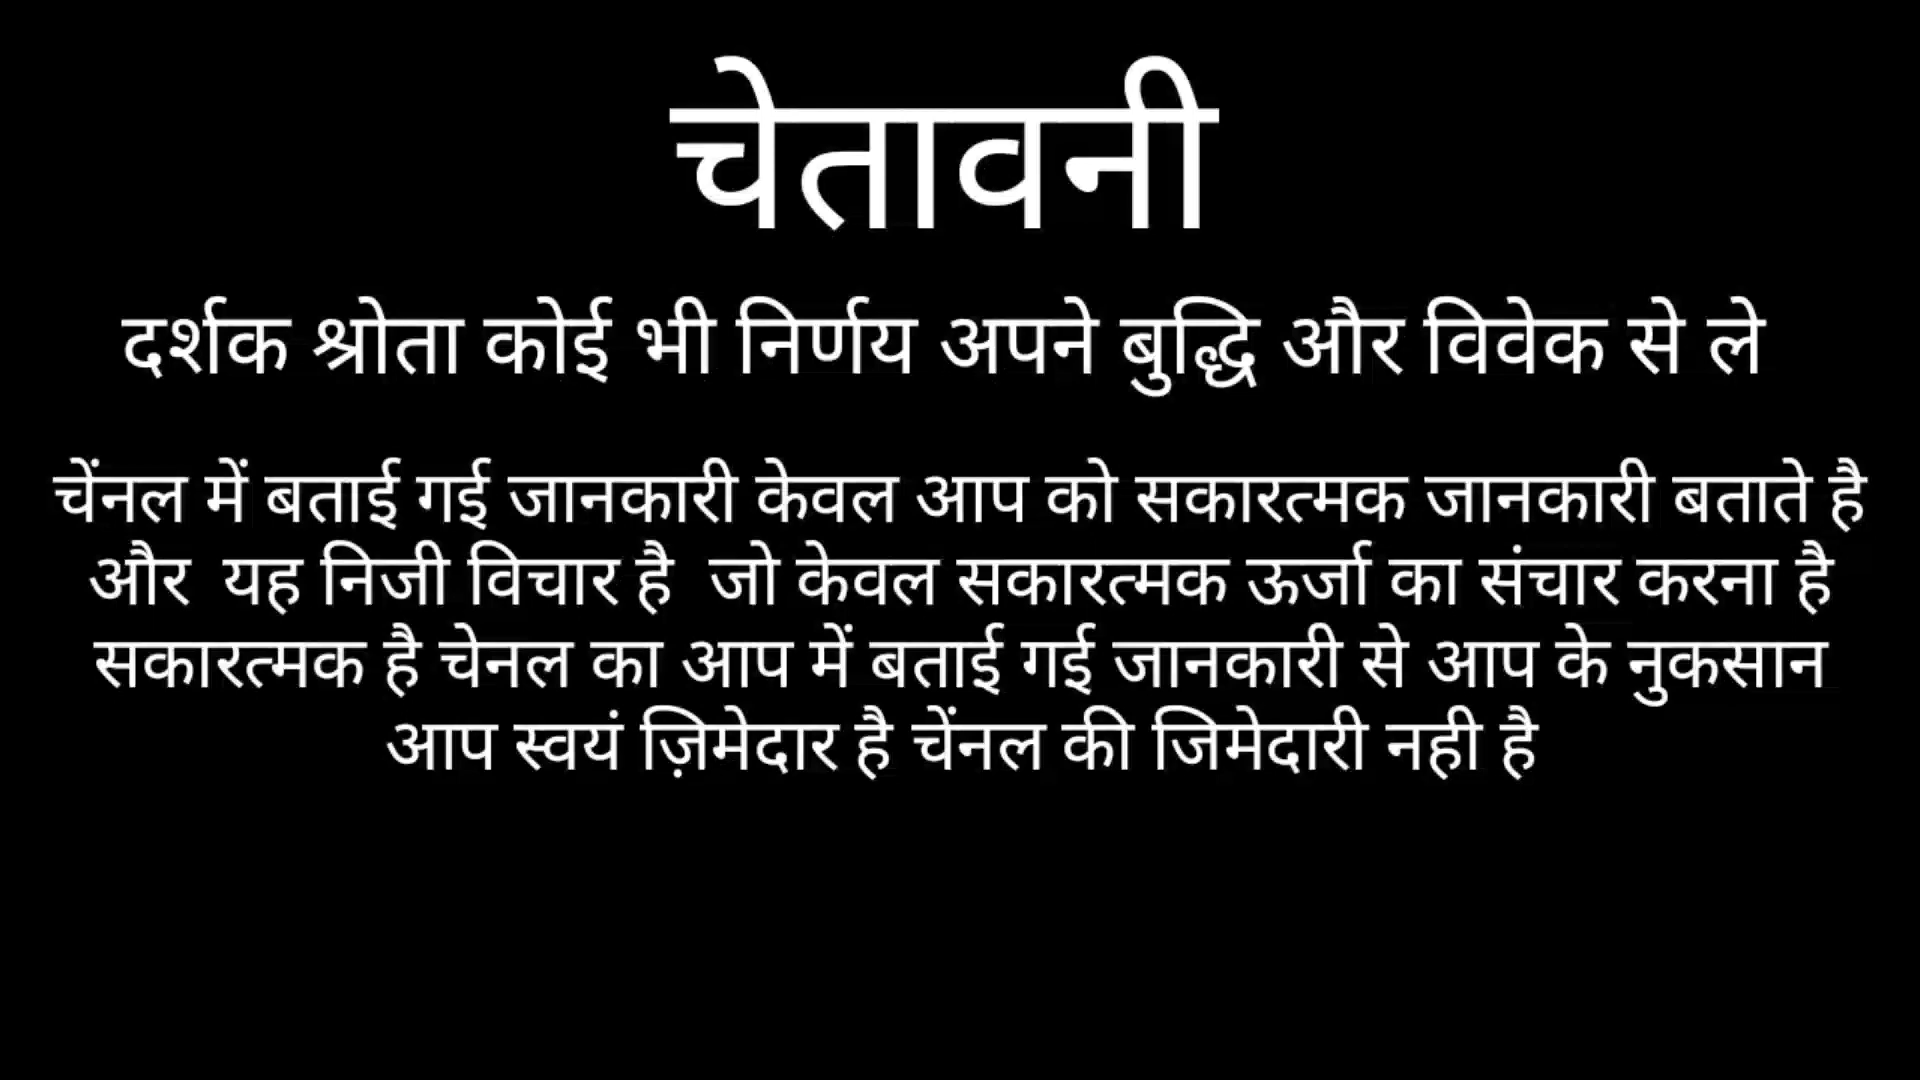 चेतावनी
दर्शक श्रोता कोई भी निर्णय अपने बुद्धि और विवेक से ले
चेंनल में बताई गई जानकारी केवल आप को सकारत्मक जानकारी बताते है
और यह निजी विचार है जो केवल सकारत्मक ऊर्जा का संचार करना है
सकारत्मक है चेनल का आप में बताई गई जानकारी से आप के नुकसान
आप स्वयं ज़िमेदार है चेंनल की जिमेदारी नही है